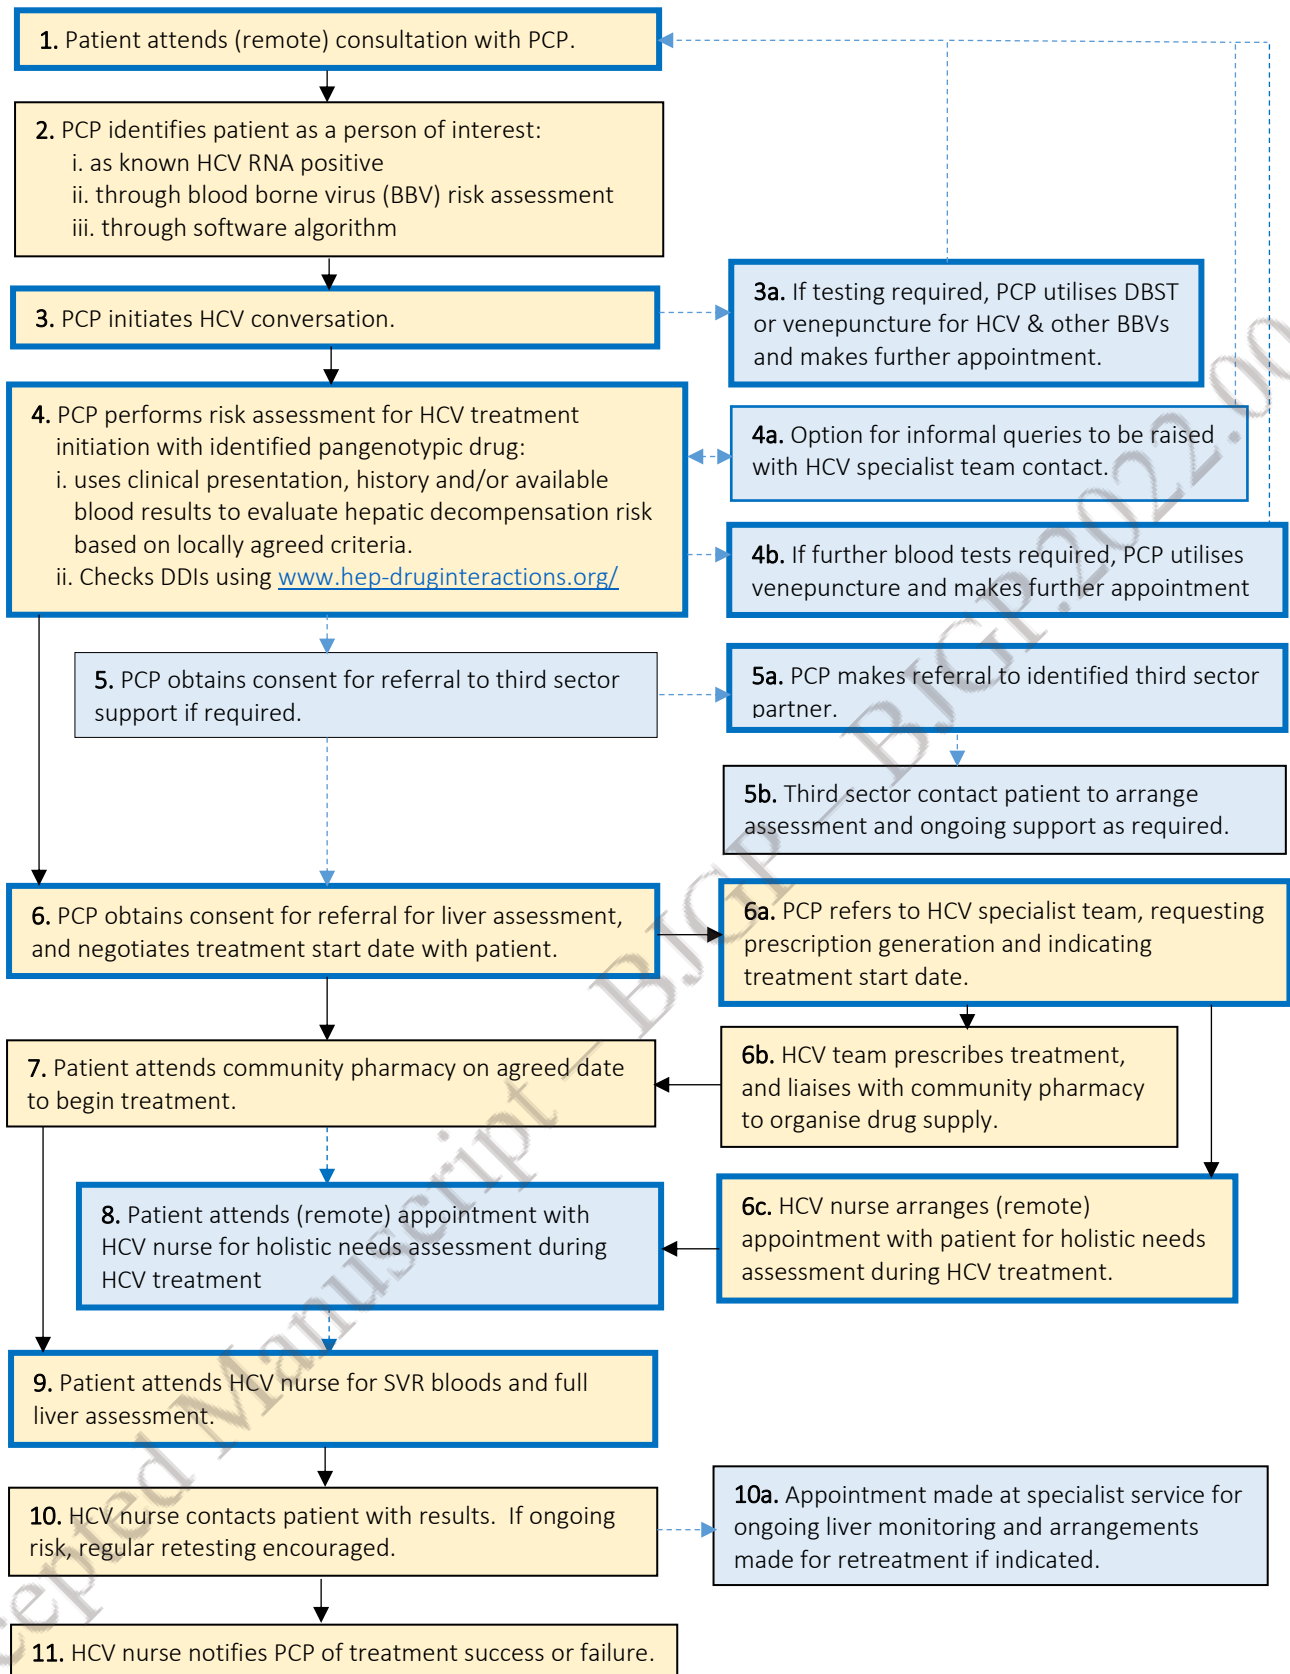 1. Patient attends (remote) consultation with PCP.
2. PCP identifies patient as a person of interest:
i. as known HCV RNA positive
ii. through blood borne virus (BBV) risk assessment
iii. through software algorithm
3. PCP initiates HCV conversation.
3a. If testing required, PCP utilises DBST
or venepuncture for HCV & other BBVs
and makes further appointment.
4. PCP performs risk assessment for HCV treatment
initiation with identified pangenotypic drug:
i. uses clinical presentation, history and/or available
blood results to evaluate hepatic decompensation risk
based on locally agreed criteria.
ii. Checks DDIs using www.hep-druginteractions.org/
4a. Option for informal queries to be raised
with HCV specialist team contact.
4b. If further blood tests required, PCP utilises
venepuncture and makes further appointment
5. PCP obtains consent for referral to third sector
support if required.
5a. PCP makes referral to identified third sector
partner.
5b. Third sector contact patient to arrange
assessment and ongoing support as required.
6. PCP obtains consent for referral for liver assessment,
and negotiates treatment start date with patient.
6a. PCP refers to HCV specialist team, requesting
prescription generation and indicating
treatment start date.
6b. HCV team prescribes treatment,
and liaises with community pharmacy
to organise drug supply.
7. Patient attends community pharmacy on agreed date
to begin treatment.
6c. HCV nurse arranges (remote)
appointment with patient for holistic needs
assessment during HCV treatment.
8. Patient attends (remote) appointment with
HCV nurse for holistic needs assessment during
HCV treatment
9. Patient attends HCV nurse for SVR bloods and full
liver assessment.
10. HCV nurse contacts patient with results. If ongoing
risk, regular retesting encouraged.
10a. Appointment made at specialist service for
ongoing liver monitoring and arrangements
made for retreatment if indicated.
11. HCV nurse notifies PCP of treatment success or failure.
cepted Manuscript – BJGP – BJGP.2022.00